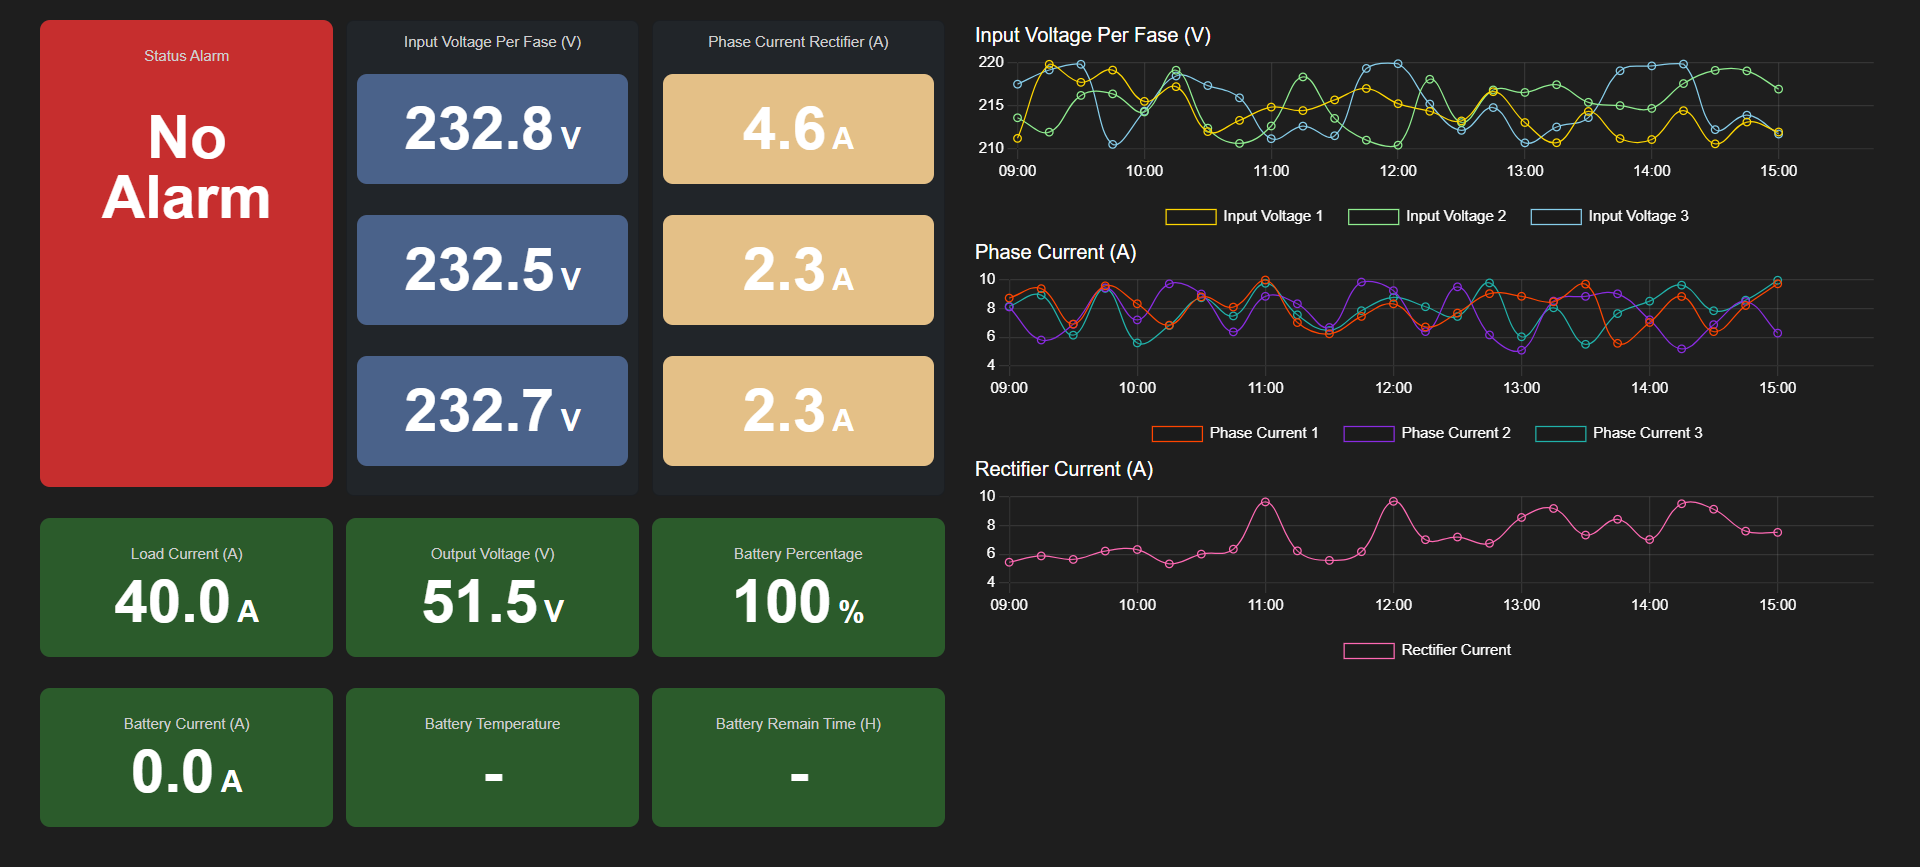 Status Alarm
No
Alarm
Input Voltage Per Fase (V)
232.8 V
232.5 V
232.7 V
Phase Current Rectifier (A)
4.6 A
2.3 A
2.3 A
Load Current (A)
40.0 A
Output Voltage (V)
51.5 V
Battery Percentage
100 %
Battery Current (A)
0.0 A
Battery Temperature
-
Battery Remain Time (H)
-
Input Voltage Per Fase (V)
220
215
210
09:00 10:00 11:00 12:00 13:00 14:00 15:00
Input Voltage 1 Input Voltage 2 Input Voltage 3
Phase Current (A)
10
8
6
4
09:00 10:00 11:00 12:00 13:00 14:00 15:00
Phase Current 1 Phase Current 2 Phase Current 3
Rectifier Current (A)
10
8
6
4
09:00 10:00 11:00 12:00 13:00 14:00 15:00
Rectifier Current